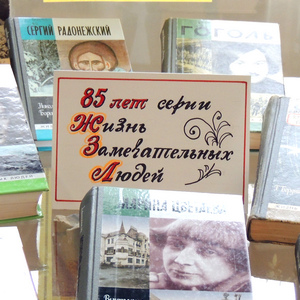 СЕРГИЙ РАДОНЕЖСКИЙ
ГОГОЛЬ
85 лет серии
Жизнь
Замечательных
Людей
МАРИНА ЦВЕТАЕВА